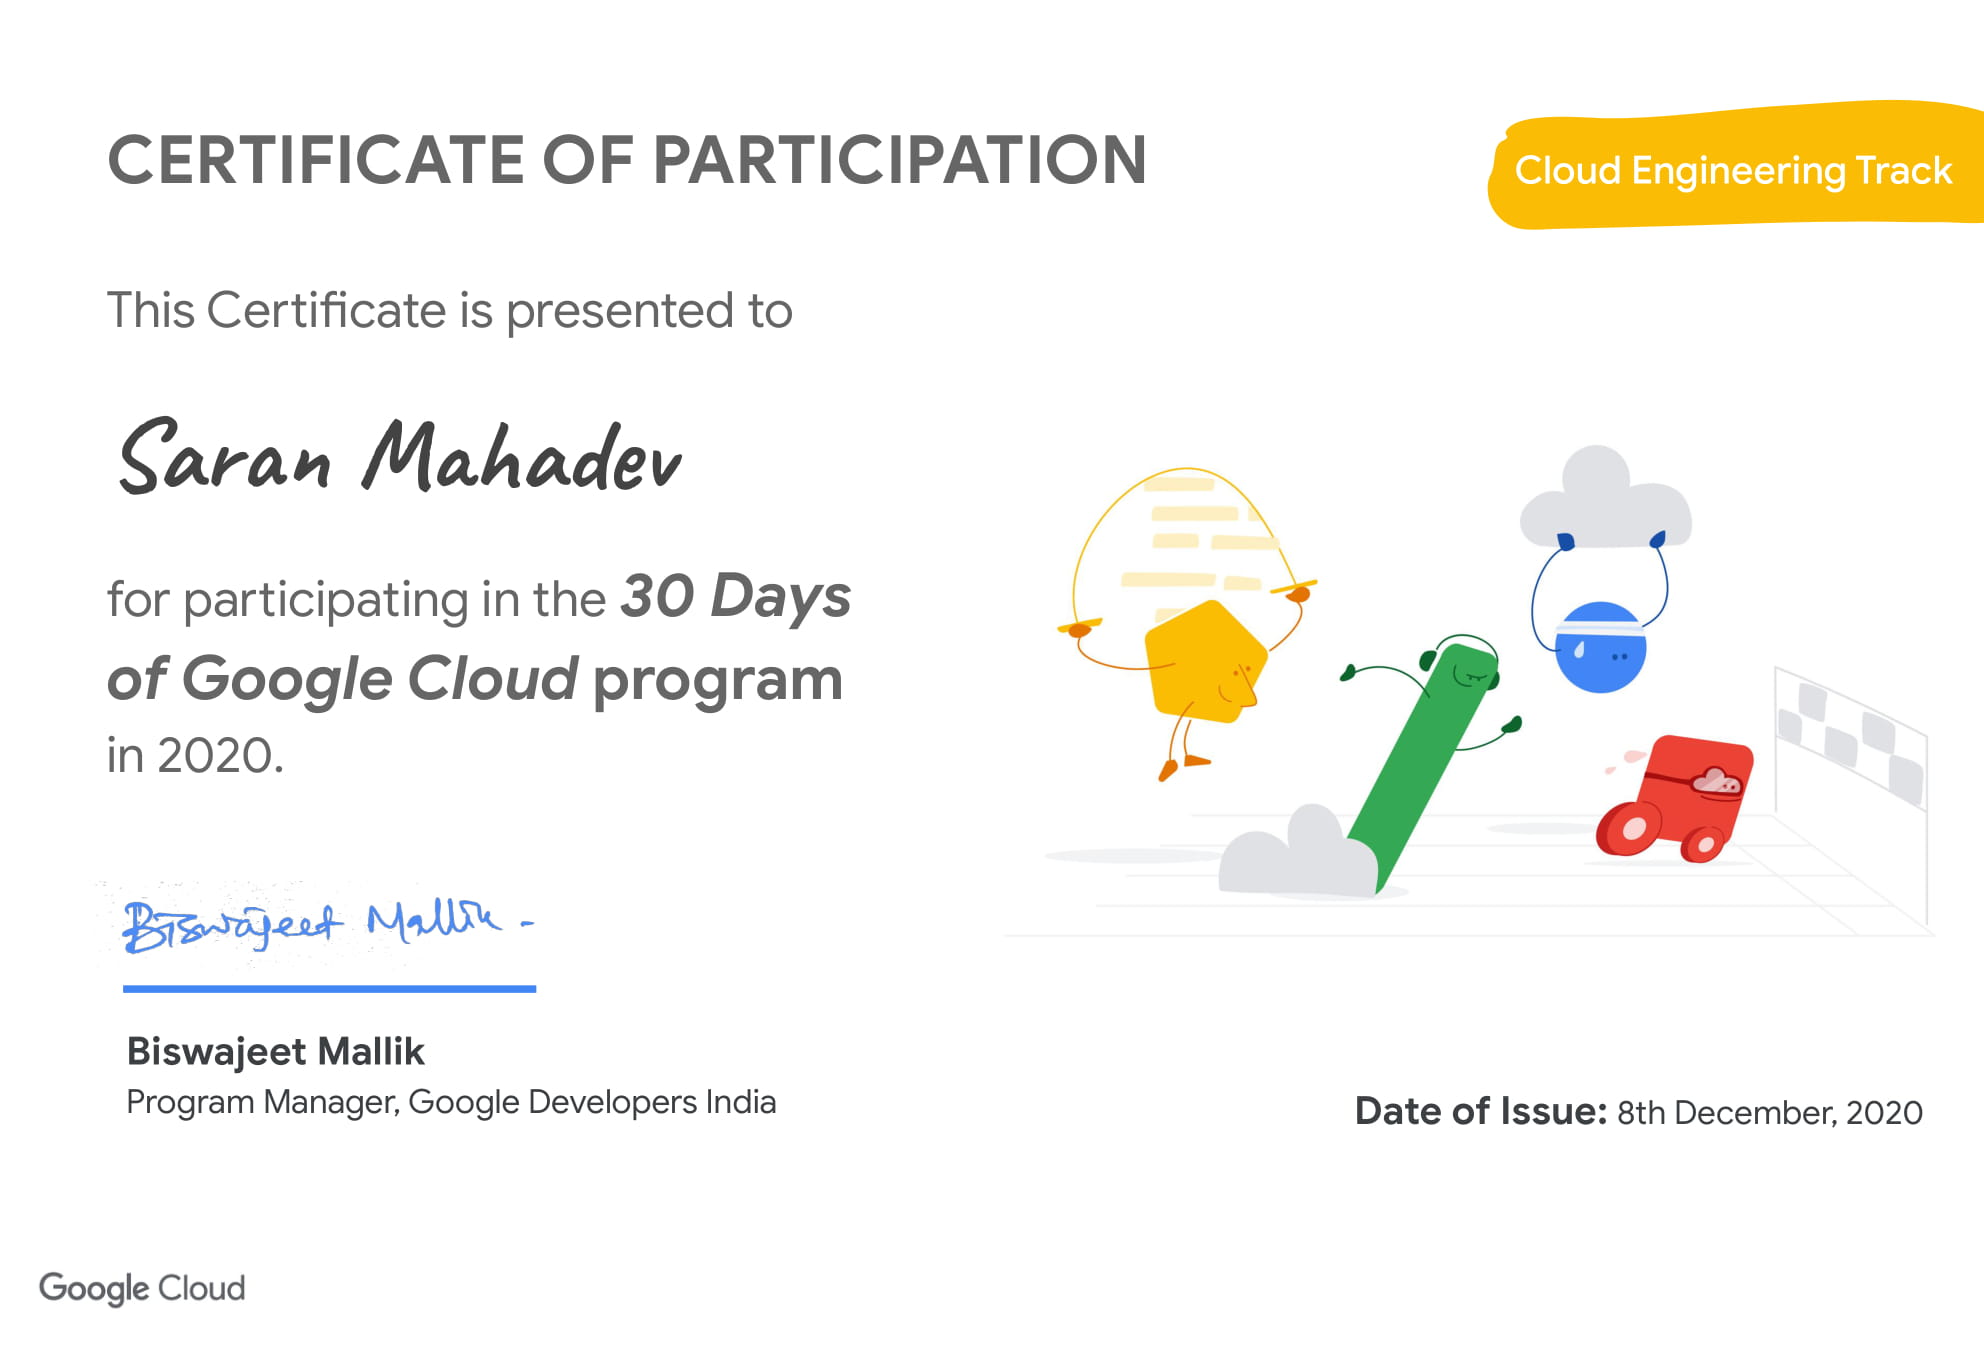 CERTIFICATE OF PARTICIPATION
Cloud Engineering Track
This Certificate is presented to
Saran Mahadev
for participating in the 30 Days
of Google Cloud program
in 2020.
Biswajeet Mallik -
Biswajeet Mallik
Program Manager, Google Developers India
Date of Issue: 8th December, 2020
Google Cloud